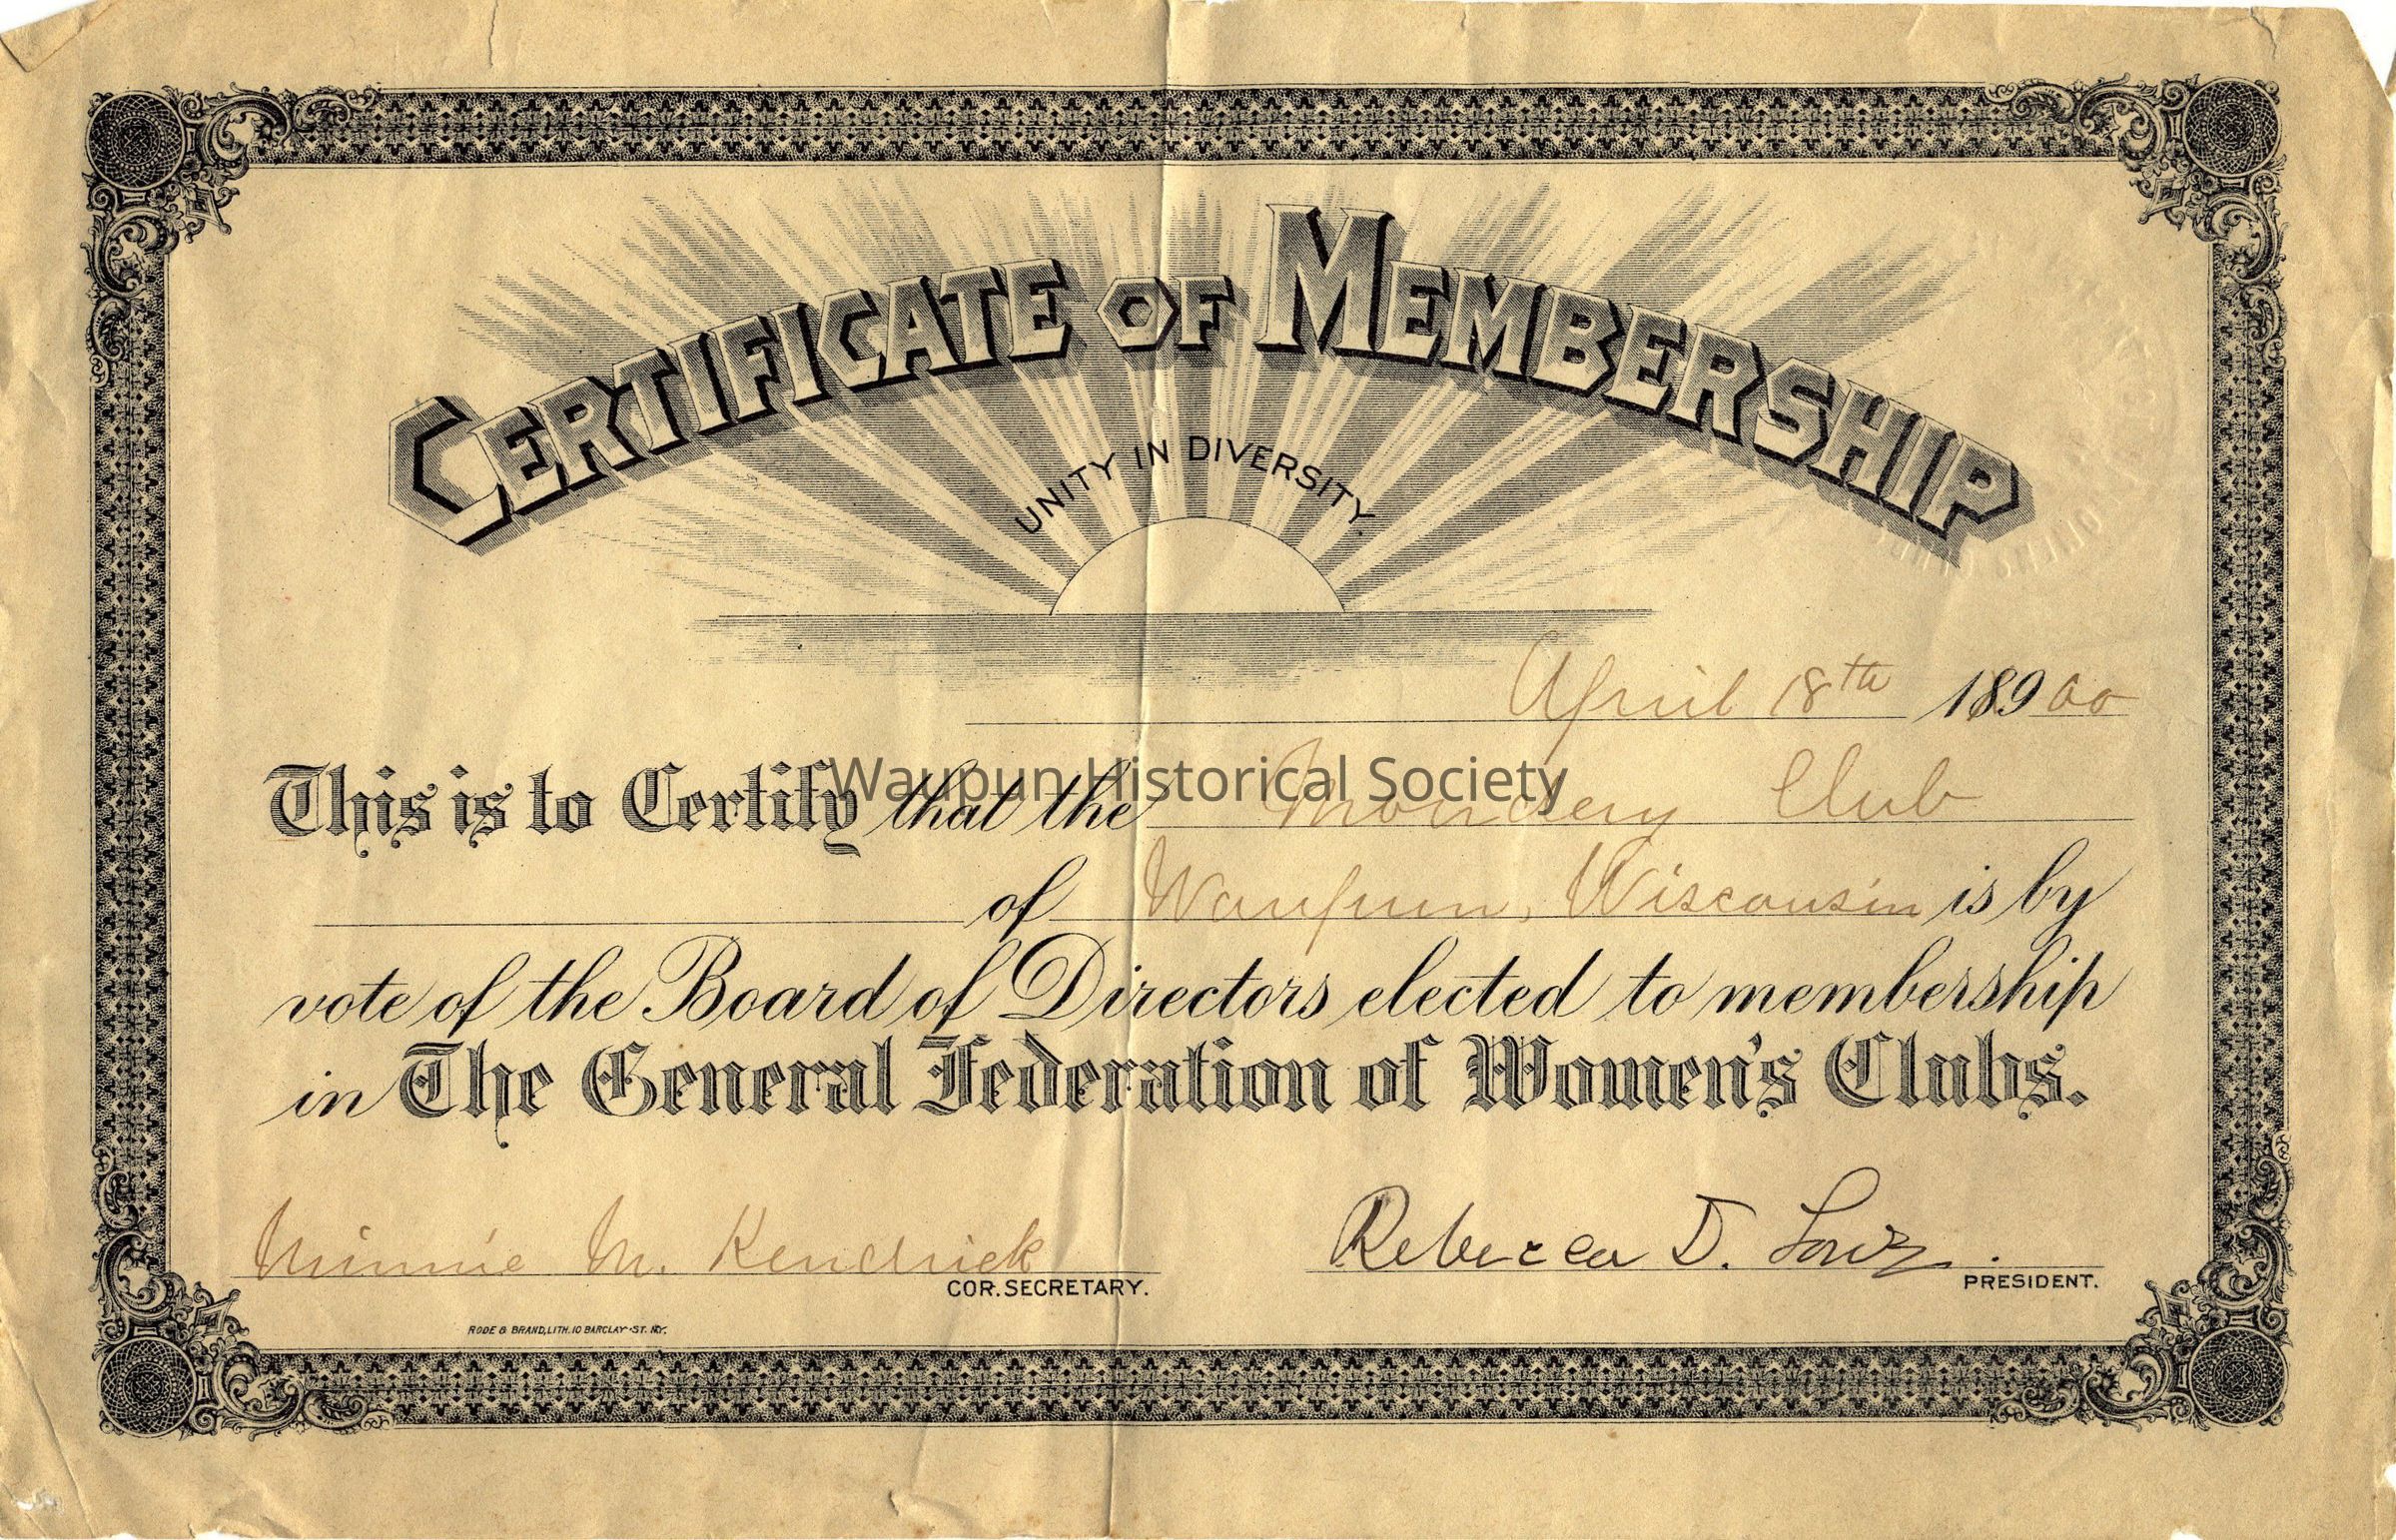 CERTIFICATE OF MEMBERSHIP
UNITY IN DIVERSITY.
April 18th 18900
This is to Certify that the Monday Club
Waupun Historical Society
of Waupun, Wisconsin is by
vote of the Board of Directors elected to membership
in The General Federation of Women's Clubs.
Minnie M. Kendrick
COR. SECRETARY.
Rebecca D. Lowe
PRESIDENT.
RODE & BRAND, LITH. 10 BARCLAY ST. N.Y.